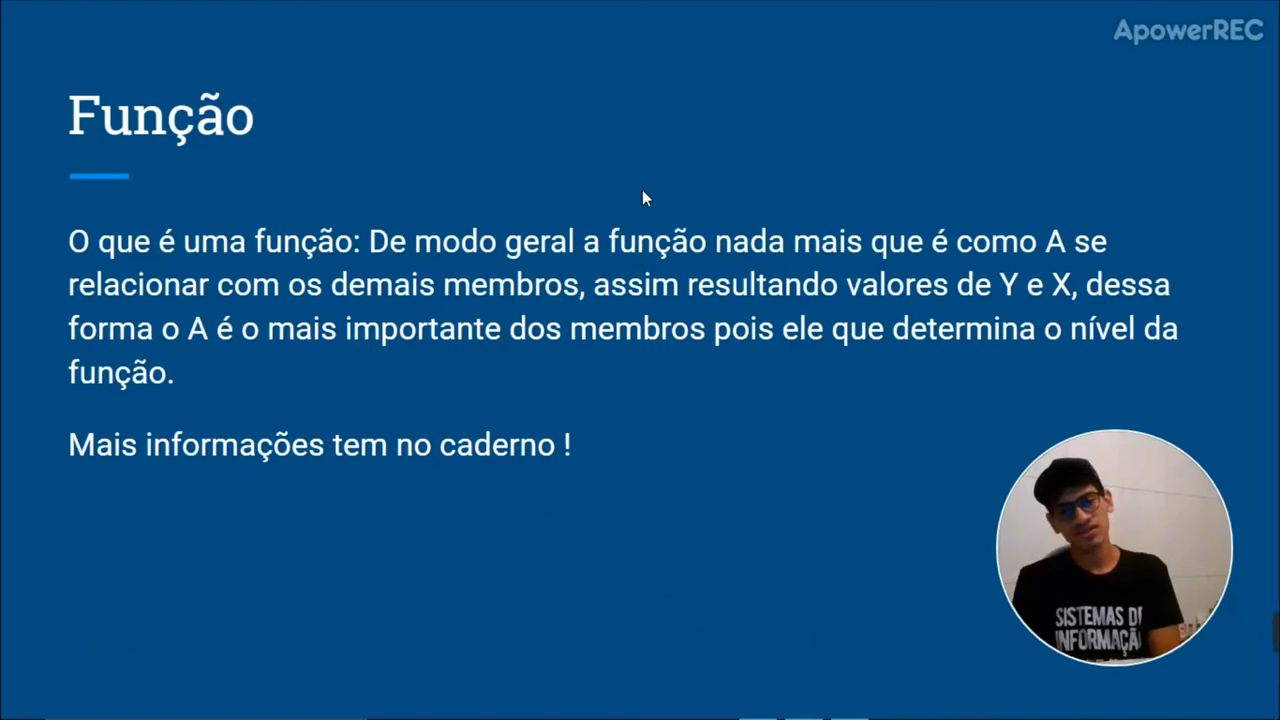 ApowerREC
Função
O que é uma função: De modo geral a função nada mais que é como A se
relacionar com os demais membros, assim resultando valores de Y e X, dessa
forma o A é o mais importante dos membros pois ele que determina o nível da
função.
Mais informações tem no caderno !
SISTEMAS DE
INFORMAÇÃ